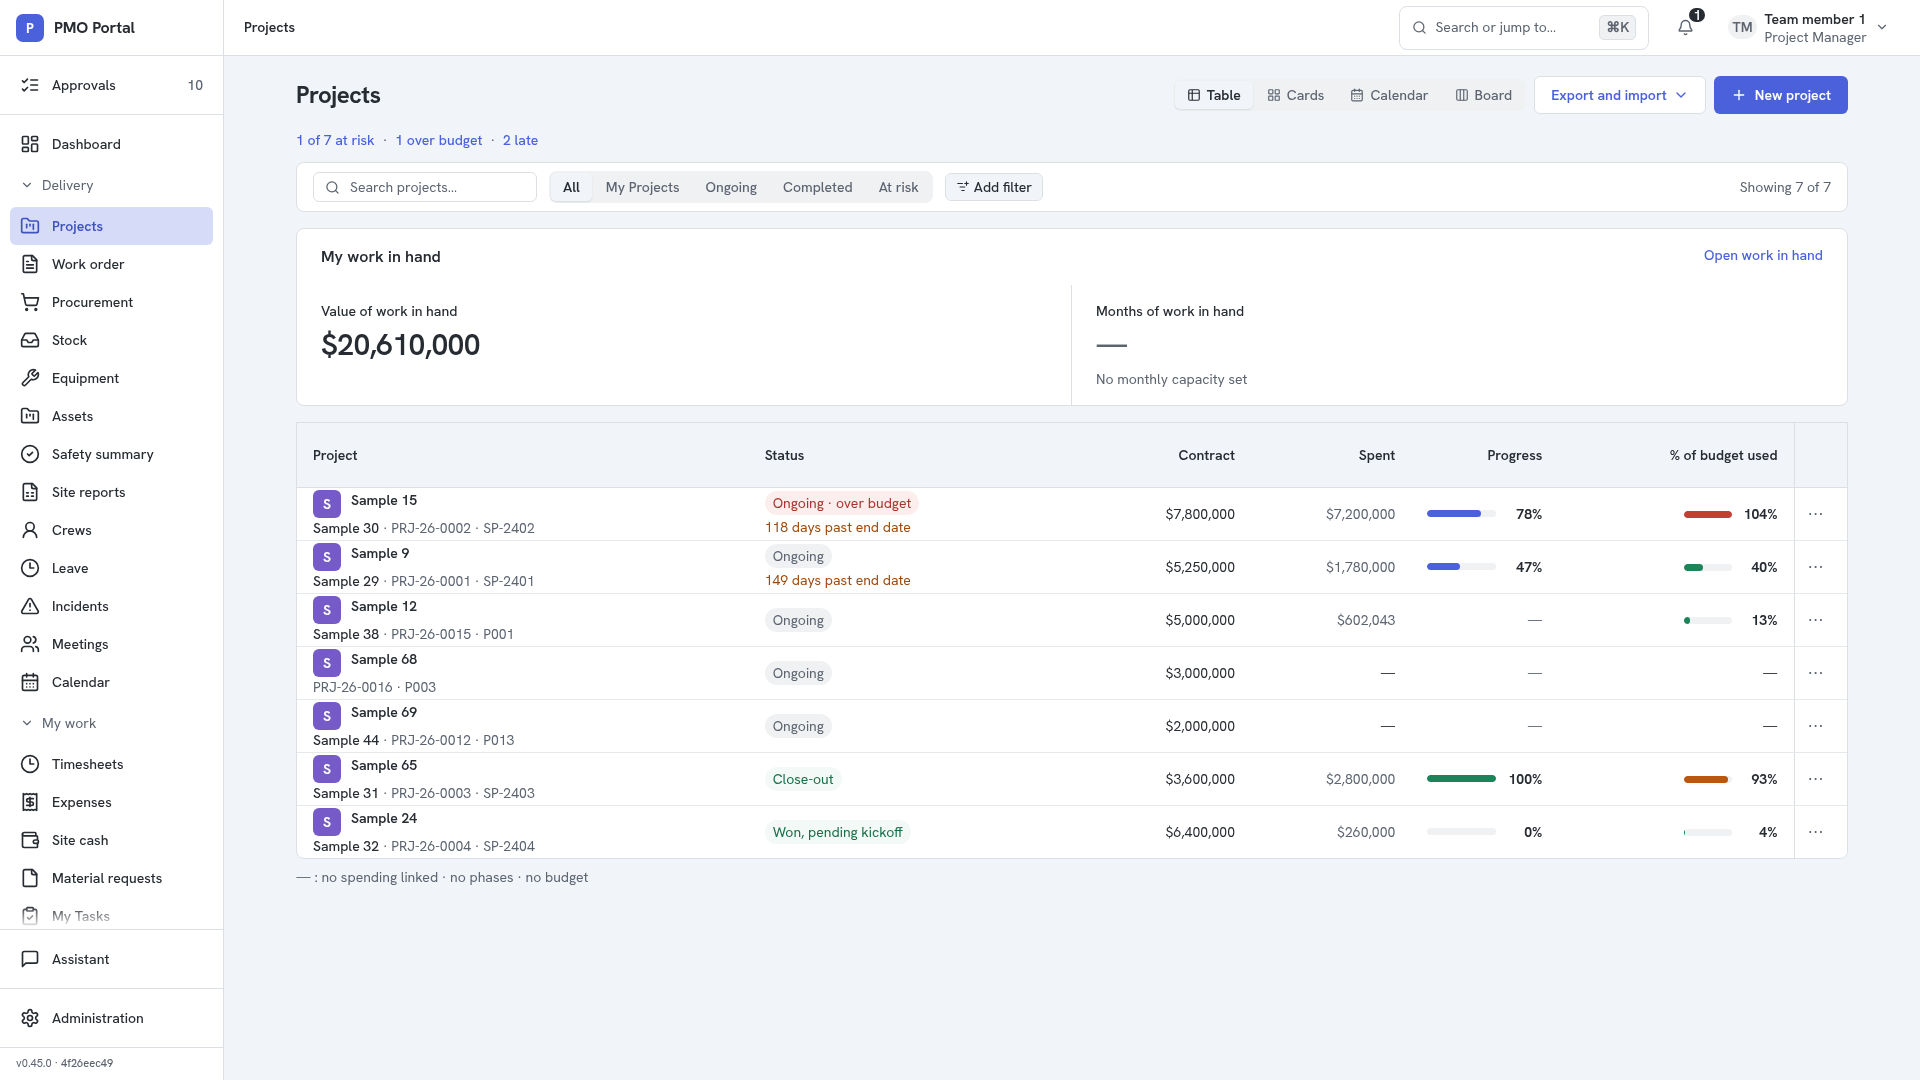 P PMO Portal
Projects
Search or jump to... ⌘K
1
TM
Team member 1
Project Manager
Approvals 10
Dashboard
Delivery
Projects
Work order
Procurement
Stock
Equipment
Assets
Safety summary
Site reports
Crews
Leave
Incidents
Meetings
Calendar
My work
Timesheets
Expenses
Site cash
Material requests
My Tasks
Assistant
Administration
v0.45.0 · 4f26eec49
Projects
Table Cards Calendar Board
Export and import
New project
1 of 7 at risk · 1 over budget · 2 late
Search projects...
All My Projects Ongoing Completed At risk
Add filter
Showing 7 of 7
My work in hand
Open work in hand
Value of work in hand
$20,610,000
Months of work in hand
—
No monthly capacity set
Project Status Contract Spent Progress % of budget used
S Sample 15
Sample 30 · PRJ-26-0002 · SP-2402
Ongoing · over budget
118 days past end date
$7,800,000 $7,200,000 78% 104% ...
S Sample 9
Sample 29 · PRJ-26-0001 · SP-2401
Ongoing
149 days past end date
$5,250,000 $1,780,000 47% 40% ...
S Sample 12
Sample 38 · PRJ-26-0015 · P001
Ongoing
$5,000,000 $602,043 — 13% ...
S Sample 68
PRJ-26-0016 · P003
Ongoing
$3,000,000 — — — ...
S Sample 69
Sample 44 · PRJ-26-0012 · P013
Ongoing
$2,000,000 — — — ...
S Sample 65
Sample 31 · PRJ-26-0003 · SP-2403
Close-out
$3,600,000 $2,800,000 100% 93% ...
S Sample 24
Sample 32 · PRJ-26-0004 · SP-2404
Won, pending kickoff
$6,400,000 $260,000 0% 4% ...
— : no spending linked · no phases · no budget